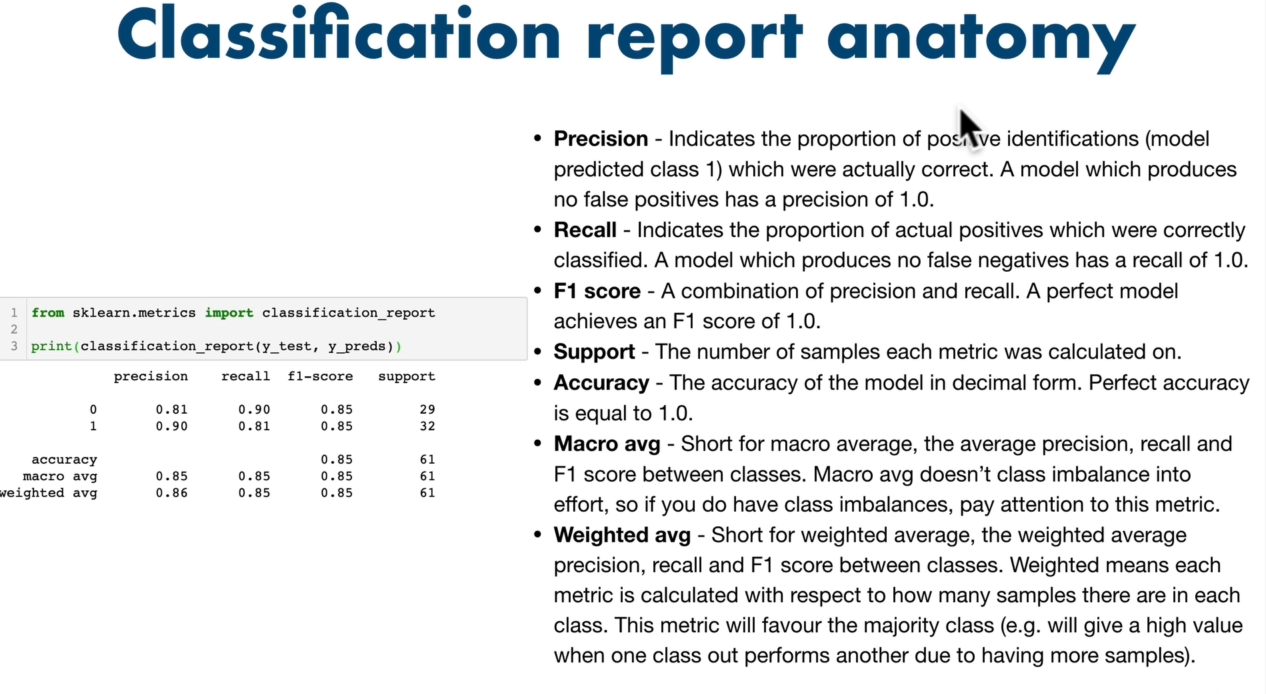 Classification report anatomy
• Precision - Indicates the proportion of positive identifications (model
predicted class 1) which were actually correct. A model which produces
no false positives has a precision of 1.0.
• Recall - Indicates the proportion of actual positives which were correctly
classified. A model which produces no false negatives has a recall of 1.0.
• F1 score - A combination of precision and recall. A perfect model
achieves an F1 score of 1.0.
• Support - The number of samples each metric was calculated on.
• Accuracy - The accuracy of the model in decimal form. Perfect accuracy
is equal to 1.0.
• Macro avg - Short for macro average, the average precision, recall and
F1 score between classes. Macro avg doesn’t class imbalance into
effort, so if you do have class imbalances, pay attention to this metric.
• Weighted avg - Short for weighted average, the weighted average
precision, recall and F1 score between classes. Weighted means each
metric is calculated with respect to how many samples there are in each
class. This metric will favour the majority class (e.g. will give a high value
when one class out performs another due to having more samples).
1 from sklearn.metrics import classification_report
2
3 print(classification_report(y_test, y_preds))
precision recall f1-score support
0 0.81 0.90 0.85 29
1 0.90 0.81 0.85 32
accuracy 0.85 61
macro avg 0.85 0.85 0.85 61
weighted avg 0.86 0.85 0.85 61